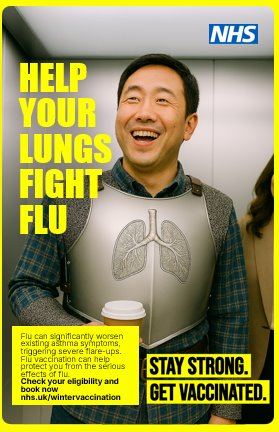 NHS
HELP
YOUR
LUNGS
FIGHT
FLU
Flu can significantly worsen
existing asthma symptoms,
triggering severe flare-ups.
Flu vaccination can help
protect you from the serious
effects of flu.
Check your eligibility and
book now
nhs.uk/wintervaccination
STAY STRONG.
GET VACCINATED.